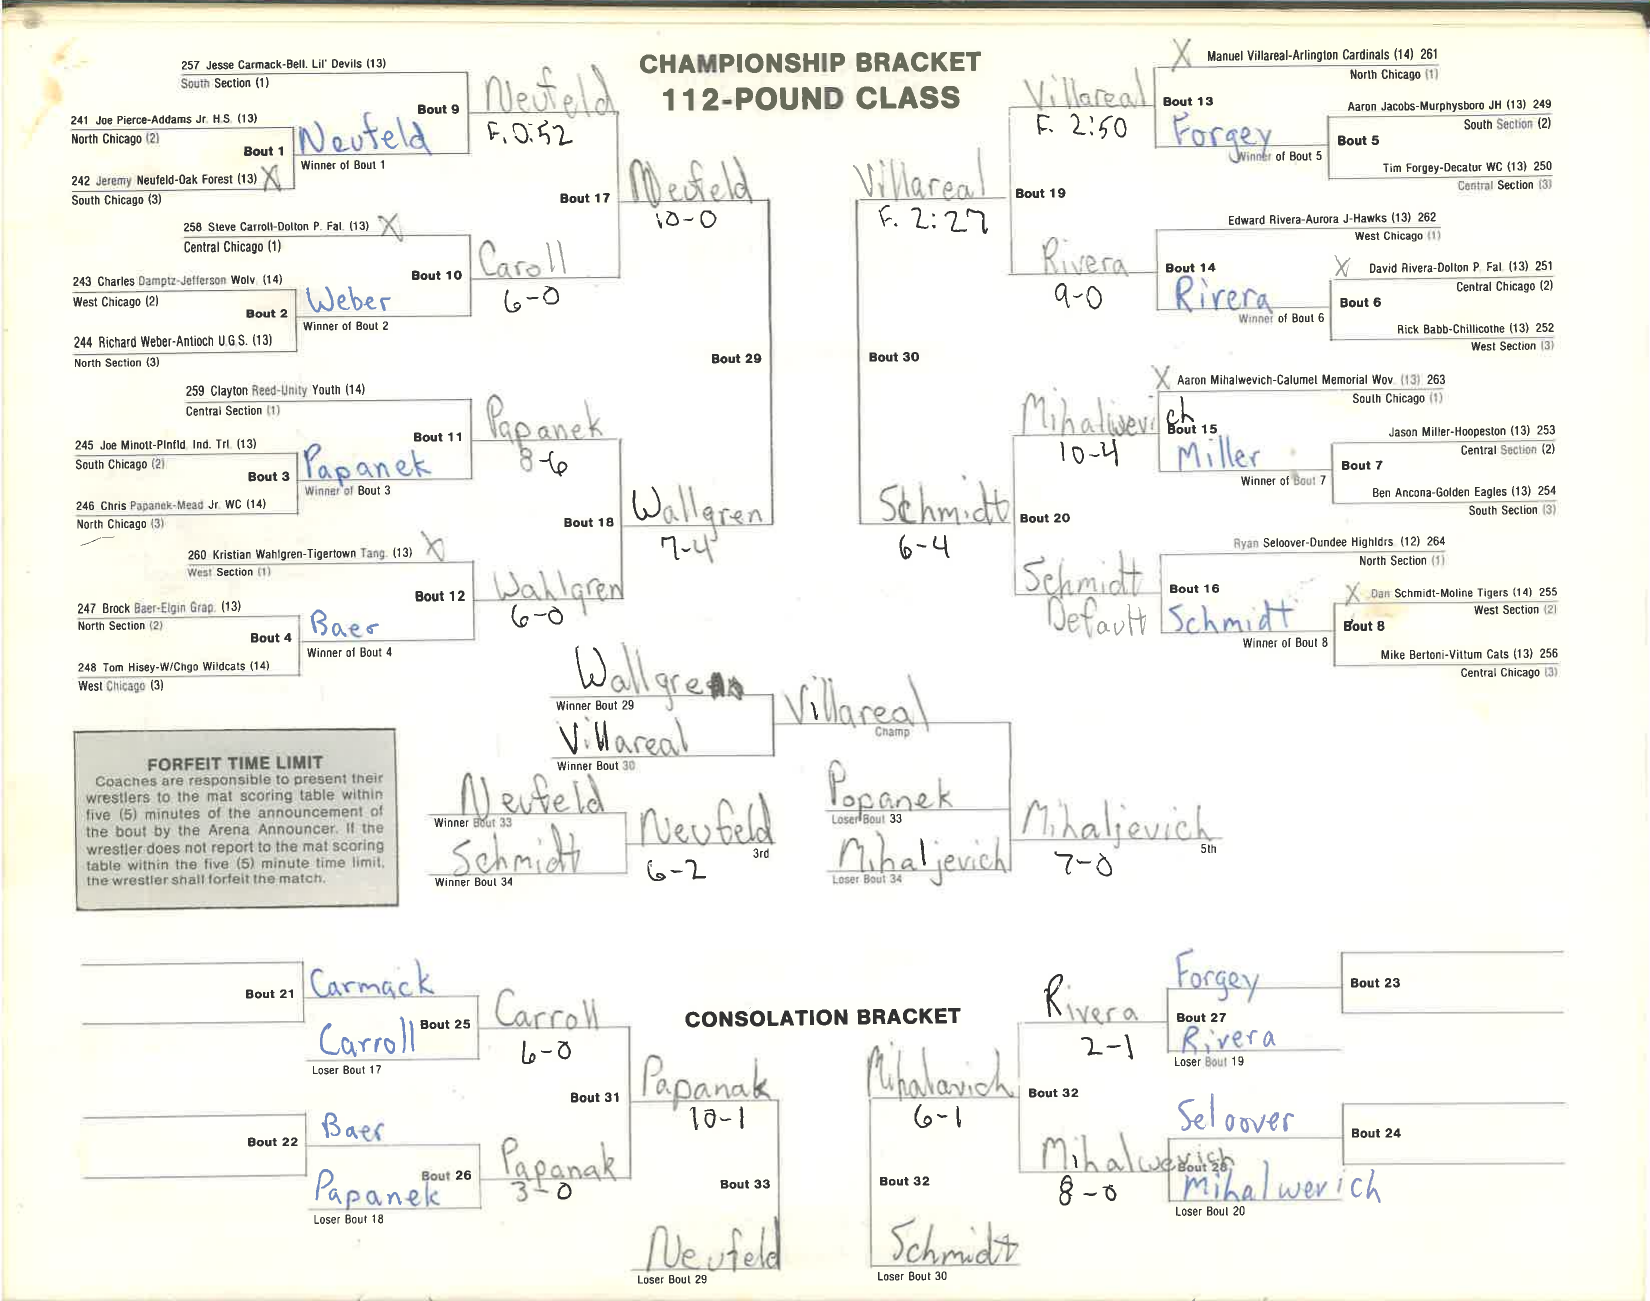 CHAMPIONSHIP BRACKET
112-POUND CLASS
257 Jesse Carmack-Bell. Lil' Devils (13)
South Section (1)
Bout 9
Neufeld
F. 0:52
241 Joe Pierce-Addams Jr. H.S. (13)
North Chicago (2)
Bout 1
Neufeld
Winner of Bout 1
242 Jeremy Neufeld-Oak Forest (13) X
South Chicago (3)
Bout 17
Neufeld
10-0
258 Steve Carroll-Dolton P. Fal. (13) X
Central Chicago (1)
Bout 10
Caroll
6-0
243 Charles Damptz-Jefferson Wolv. (14)
West Chicago (2)
Bout 2
Weber
Winner of Bout 2
244 Richard Weber-Antioch U.G.S. (13)
North Section (3)
Bout 29
259 Clayton Reed-Unity Youth (14)
Central Section (1)
Bout 11
Papanek
8-6
245 Joe Minott-Plnfld. Ind. Trl. (13)
South Chicago (2)
Bout 3
Papanek
Winner of Bout 3
246 Chris Papanek-Mead Jr. WC (14)
North Chicago (3)
Bout 18
Wallgren
7-4
260 Kristian Wahlgren-Tigertown Tang. (13) X
West Section (1)
Bout 12
Wahlgren
6-0
247 Brock Baer-Elgin Grap. (13)
North Section (2)
Bout 4
Baer
Winner of Bout 4
248 Tom Hisey-W/Chgo Wildcats (14)
West Chicago (3)
X Manuel Villareal-Arlington Cardinals (14) 261
North Chicago (1)
Villareal
F. 2:50
Bout 13
Forgey
Winner of Bout 5
Aaron Jacobs-Murphysboro JH (13) 249
South Section (2)
Bout 5
Tim Forgey-Decatur WC (13) 250
Central Section (3)
Villareal
F. 2:27
Bout 19
Edward Rivera-Aurora J-Hawks (13) 262
West Chicago (1)
Rivera
9-0
Bout 14
Rivera
Winner of Bout 6
X David Rivera-Dolton P. Fal. (13) 251
Central Chicago (2)
Bout 6
Rick Babb-Chillicothe (13) 252
West Section (3)
Bout 30
X Aaron Mihalwevich-Calumet Memorial Wov. (13) 263
South Chicago (1)
Mihaliwevich
10-4
Bout 15
Miller
Winner of Bout 7
Jason Miller-Hoopeston (13) 253
Central Section (2)
Bout 7
Ben Ancona-Golden Eagles (13) 254
South Section (3)
Schmidt
6-4
Bout 20
Ryan Seloover-Dundee Highldrs. (12) 264
North Section (1)
Schmidt
Default
Bout 16
Schmidt
Winner of Bout 8
X Dan Schmidt-Moline Tigers (14) 255
West Section (2)
Bout 8
Mike Bertoni-Vittum Cats (13) 256
Central Chicago (3)
Wallgren
Winner Bout 29
Villareal
Winner Bout 30
Villareal
Champ
Neufeld
Winner Bout 33
Schmidt
Winner Bout 34
Neufeld
3rd
6-2
Popanek
Loser Bout 33
Mihaljevich
Loser Bout 34
Mihaljevich
5th
7-0
FORFEIT TIME LIMIT
Coaches are responsible to present their
wrestlers to the mat scoring table within
five (5) minutes of the announcement of
the bout by the Arena Announcer. If the
wrestler does not report to the mat scoring
table within the five (5) minute time limit,
the wrestler shall forfeit the match.
CONSOLATION BRACKET
Bout 21
Carmack
Bout 25
Carroll
Loser Bout 17
Carroll
6-0
Bout 31
Papanak
10-1
Bout 22
Baer
Bout 26
Papanek
Loser Bout 18
Papanak
3-0
Bout 33
Neufeld
Loser Bout 29
Rivera
2-1
Forgey
Bout 27
Rivera
Loser Bout 19
Bout 23
Mihalavich
6-1
Bout 32
Mihalwevich
8-0
Seloover
Bout 28
Mihalwevich
Loser Bout 20
Bout 24
Bout 32
Schmidt
Loser Bout 30